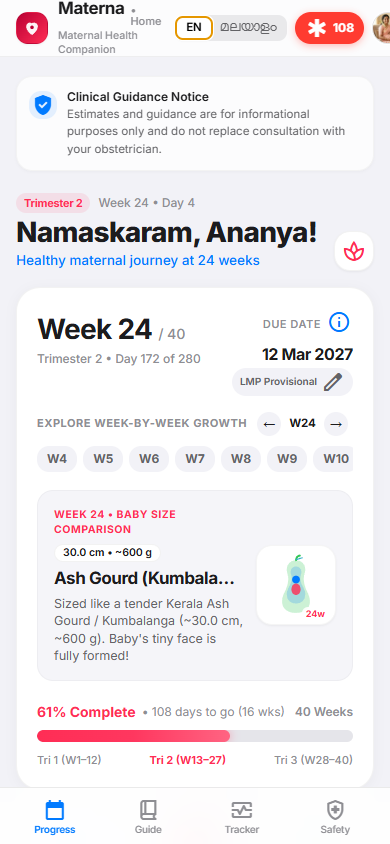 Materna • Home
Maternal Health
Companion
EN
മലയാളം
108
Clinical Guidance Notice
Estimates and guidance are for informational
purposes only and do not replace consultation with
your obstetrician.
Trimester 2
Week 24 • Day 4
Namaskaram, Ananya!
Healthy maternal journey at 24 weeks
Week 24 / 40
Trimester 2 • Day 172 of 280
DUE DATE
12 Mar 2027
LMP Provisional
EXPLORE WEEK-BY-WEEK GROWTH ← W24 →
W4 W5 W6 W7 W8 W9 W10
WEEK 24 • BABY SIZE
COMPARISON
30.0 cm • ~600 g
Ash Gourd (Kumbala...
Sized like a tender Kerala Ash
Gourd / Kumbalanga (~30.0 cm,
~600 g). Baby's tiny face is
fully formed!
24w
61% Complete • 108 days to go (16 wks) 40 Weeks
Tri 1 (W1–12) Tri 2 (W13–27) Tri 3 (W28–40)
Progress Guide Tracker Safety